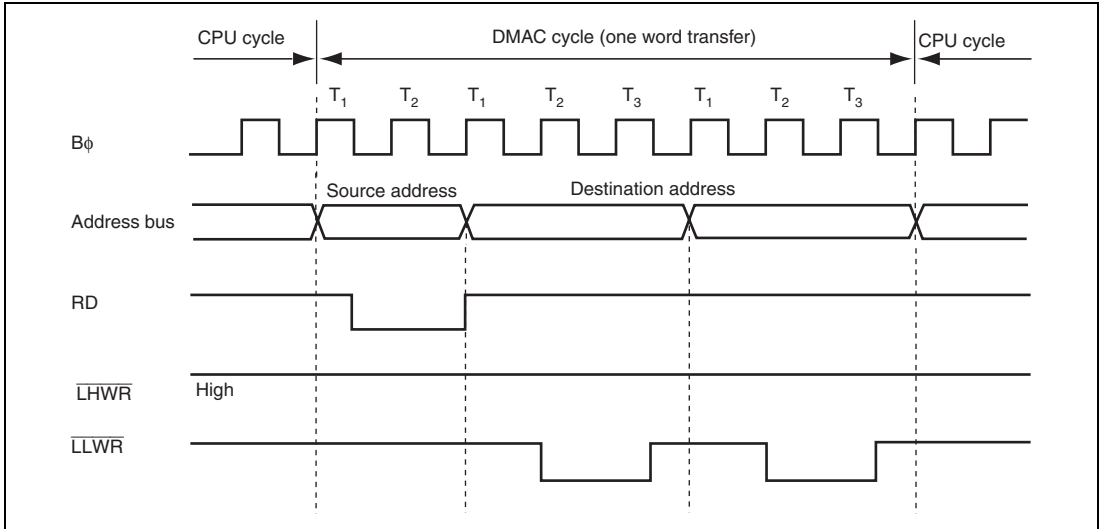 CPU cycle DMAC cycle (one word transfer) CPU cycle
T1 T2 T1 T2 T3 T1 T2 T3
Bϕ
Source address Destination address
Address bus
RD
LHWR High
LLWR